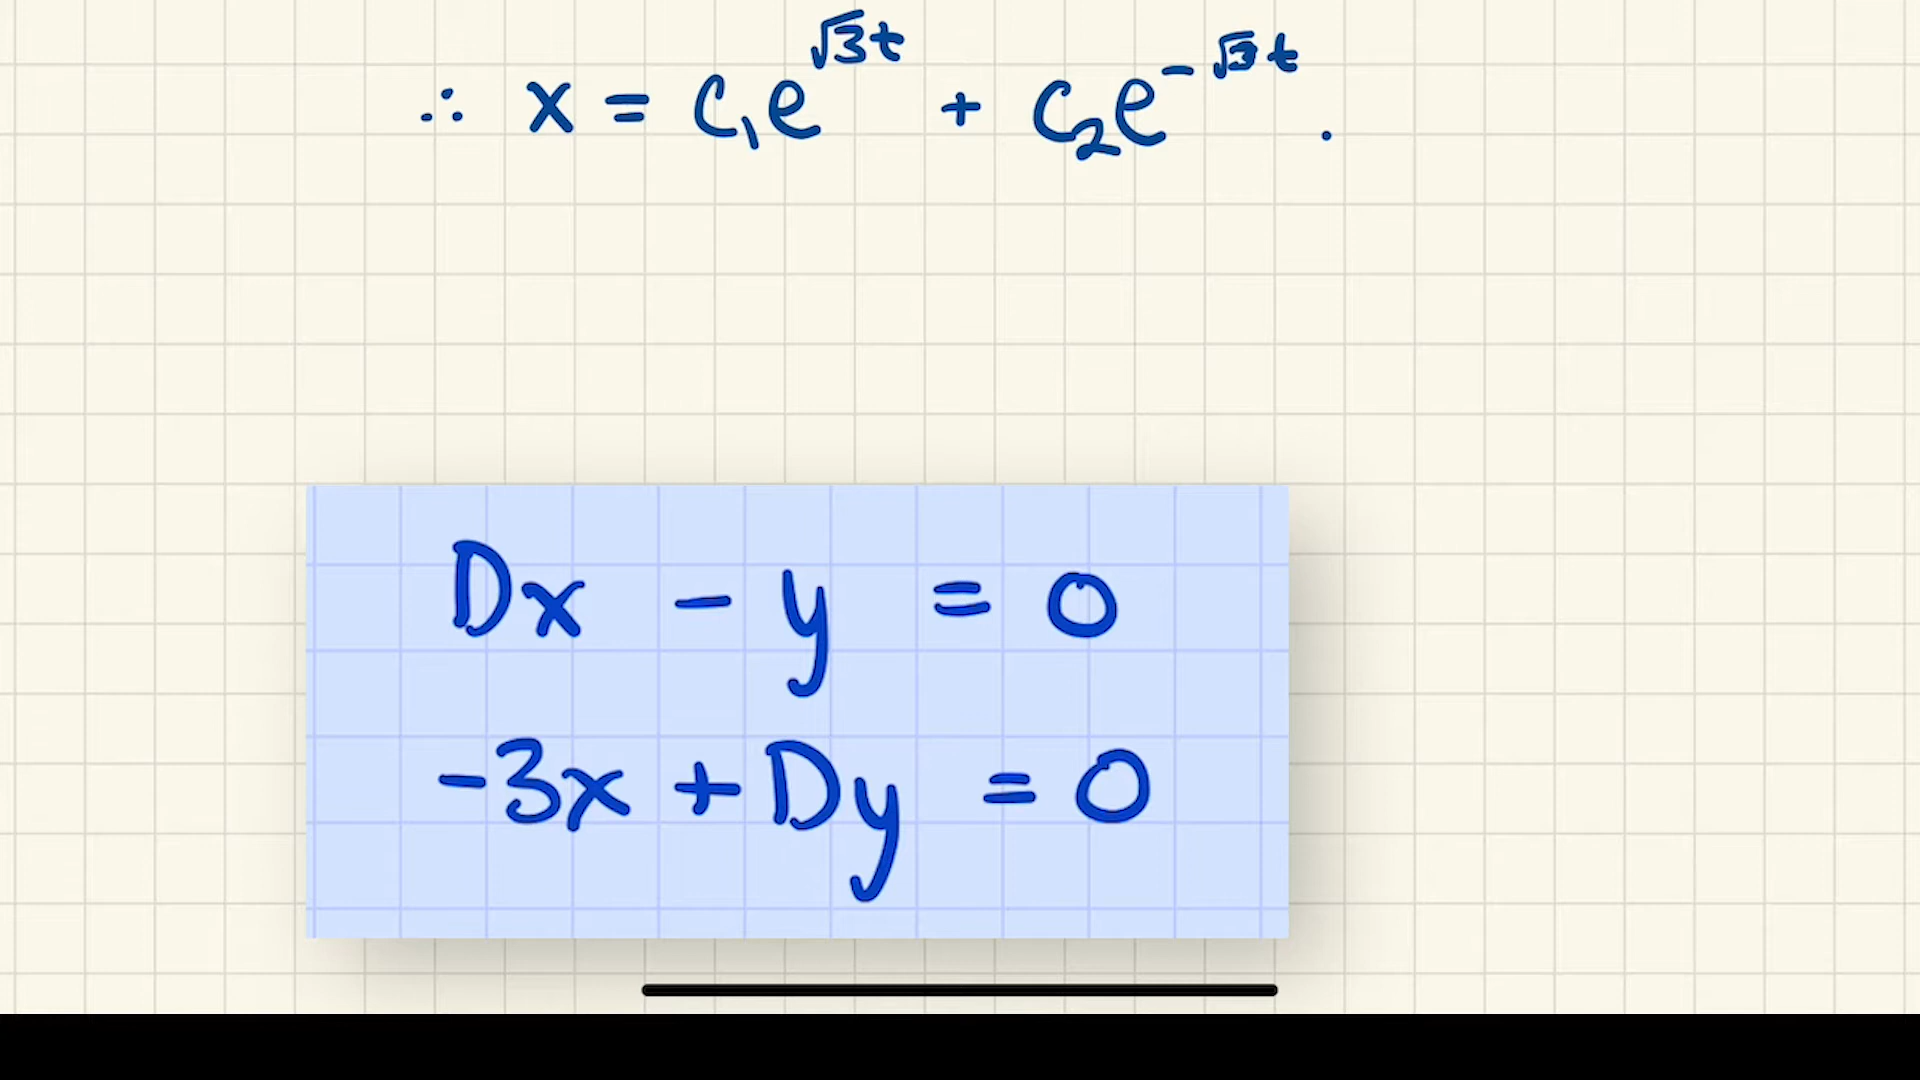 ∴ x = c₁e^{√3t} + c₂e^{-√3t}.
Dx - y = 0
-3x + Dy = 0